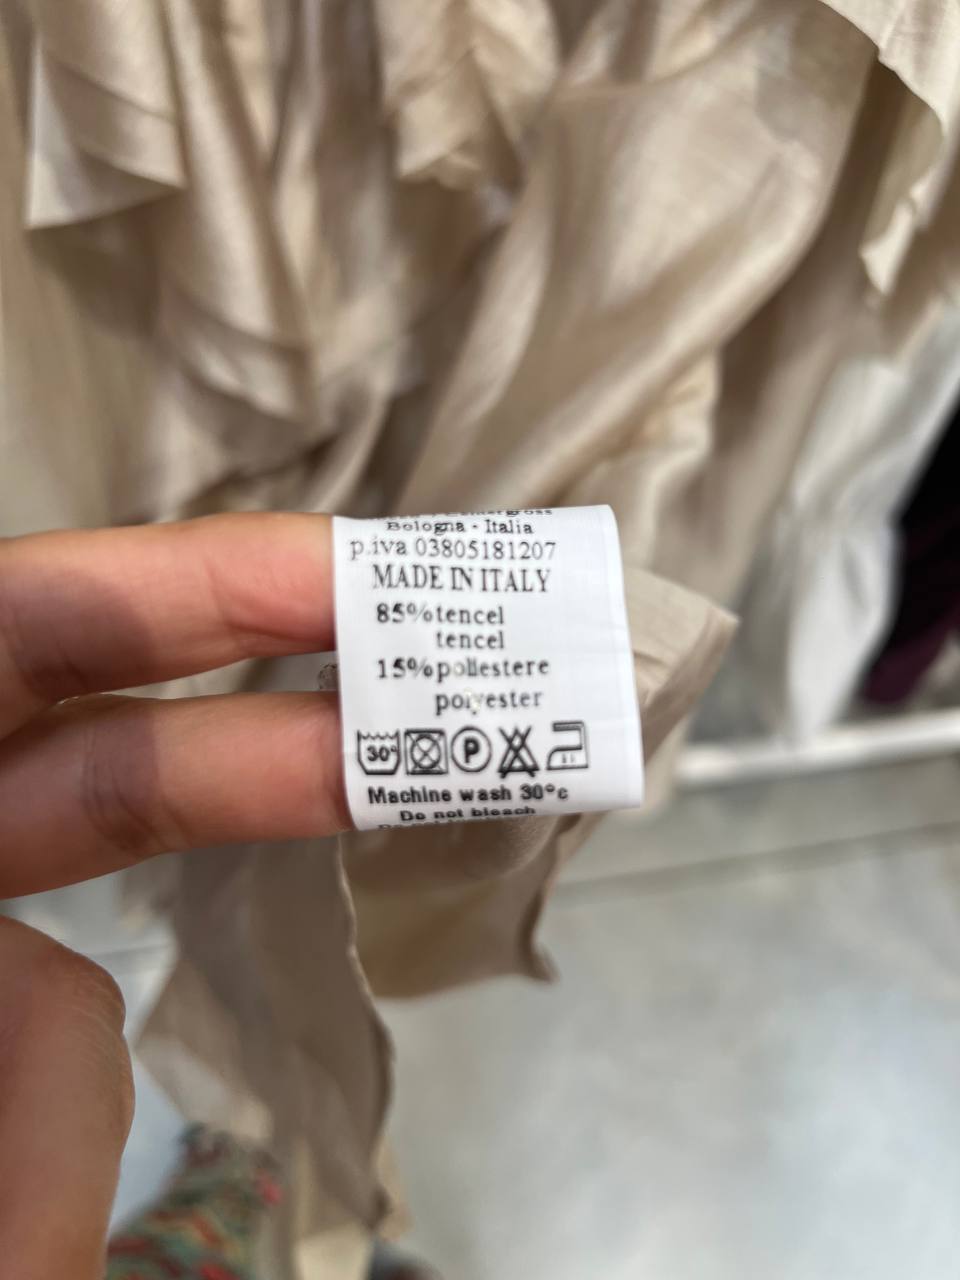 Bologna - Italia
p.iva 03805181207
MADE IN ITALY
85%tencel
tencel
15%poliestere
polyester
30°
P
Machine wash 30°c
Do not bleach